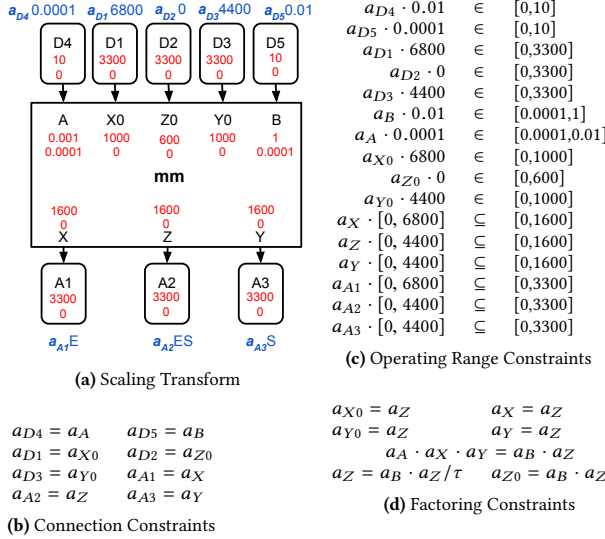 a_D4 0.0001 a_D1 6800 a_D2 0 a_D3 4400 a_D5 0.01
D4 D1 D2 D3 D5
10 3300 3300 3300 10
0 0 0 0 0
A X0 Z0 Y0 B
0.001 1000 600 1000 1
0.0001 0 0 0 0.0001
mm
1600 1600 1600
0 0 0
X Z Y
A1 A2 A3
3300 3300 3300
0 0 0
a_A1E a_A2ES a_A3S
(a) Scaling Transform
a_D4 = a_A a_D5 = a_B
a_D1 = a_X0 a_D2 = a_Z0
a_D3 = a_Y0 a_A1 = a_X
a_A2 = a_Z a_A3 = a_Y
(b) Connection Constraints
a_D4 · 0.01 ∈ [0,10]
a_D5 · 0.0001 ∈ [0,10]
a_D1 · 6800 ∈ [0,3300]
a_D2 · 0 ∈ [0,3300]
a_D3 · 4400 ∈ [0,3300]
a_B · 0.01 ∈ [0.0001,1]
a_A · 0.0001 ∈ [0.0001,0.01]
a_X0 · 6800 ∈ [0,1000]
a_Z0 · 0 ∈ [0,600]
a_Y0 · 4400 ∈ [0,1000]
a_X · [0, 6800] ⊆ [0,1600]
a_Z · [0, 4400] ⊆ [0,1600]
a_Y · [0, 4400] ⊆ [0,1600]
a_A1 · [0, 6800] ⊆ [0,3300]
a_A2 · [0, 4400] ⊆ [0,3300]
a_A3 · [0, 4400] ⊆ [0,3300]
(c) Operating Range Constraints
a_X0 = a_Z a_X = a_Z
a_Y0 = a_Z a_Y = a_Z
a_A · a_X · a_Y = a_B · a_Z
a_Z = a_B · a_Z/τ a_Z0 = a_B · a_Z
(d) Factoring Constraints